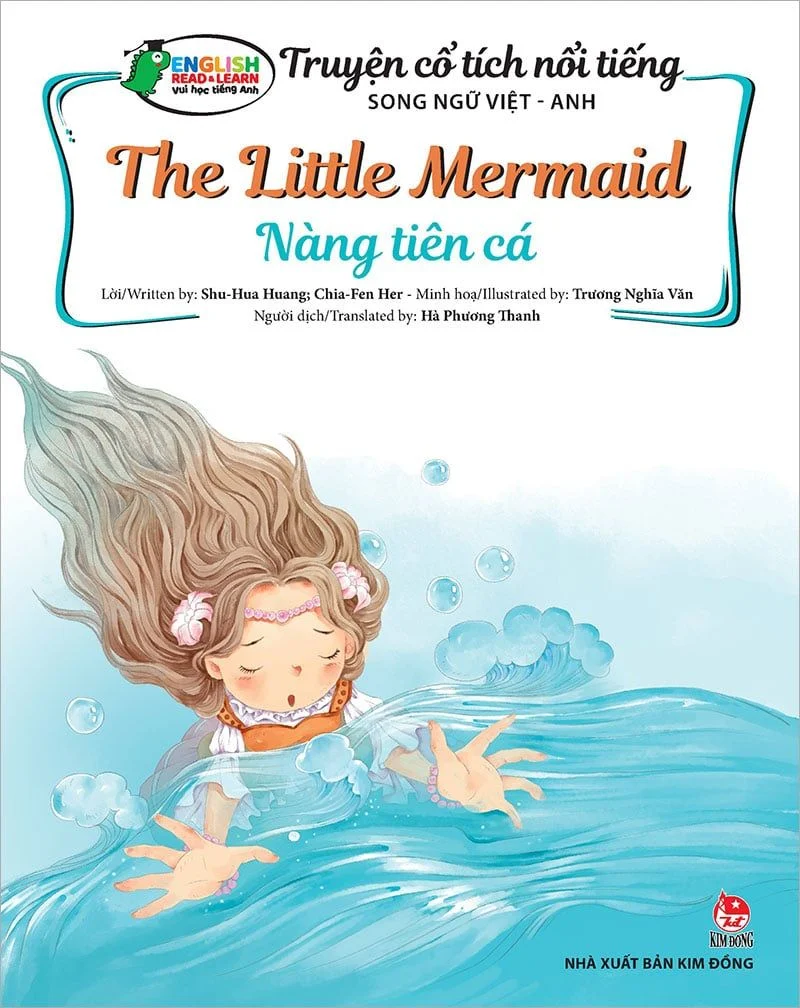 ENGLISH
READ & LEARN
Vui học tiếng Anh
Truyện cổ tích nổi tiếng
SONG NGỮ VIỆT - ANH
The Little Mermaid
Nàng tiên cá
Lời/Written by: Shu-Hua Huang; Chia-Fen Her - Minh hoạ/Illustrated by: Trương Nghĩa Văn
Người dịch/Translated by: Hà Phương Thanh
KIM ĐỒNG
NHÀ XUẤT BẢN KIM ĐỒNG